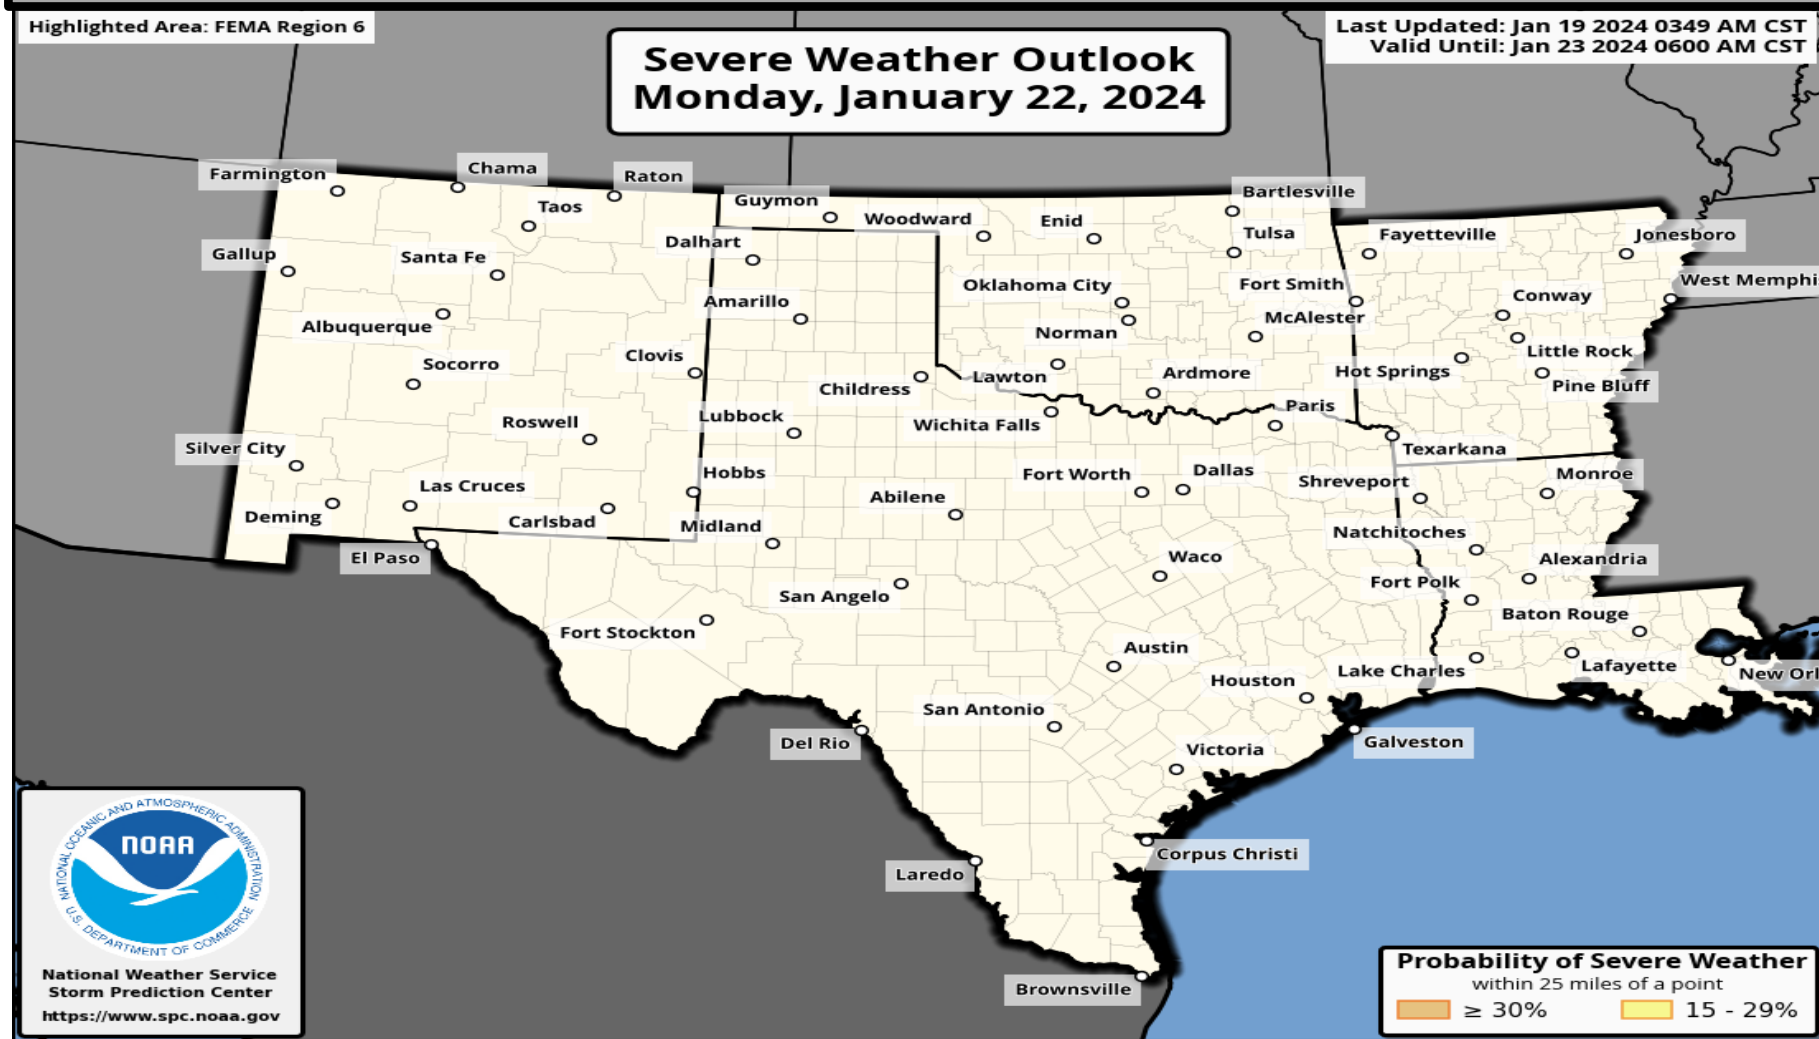 Highlighted Area: FEMA Region 6
Severe Weather Outlook
Monday, January 22, 2024
Last Updated: Jan 19 2024 0349 AM CST
Valid Until: Jan 23 2024 0600 AM CST
Farmington
Chama
Raton
Taos
Guymon
Woodward
Enid
Bartlesville
Tulsa
Fayetteville
Jonesboro
Gallup
Santa Fe
Dalhart
Oklahoma City
Fort Smith
Conway
West Memphi
Albuquerque
Amarillo
Norman
McAlester
Little Rock
Socorro
Clovis
Childress
Lawton
Ardmore
Hot Springs
Pine Bluff
Roswell
Lubbock
Wichita Falls
Paris
Silver City
Hobbs
Fort Worth
Dallas
Texarkana
Las Cruces
Abilene
Shreveport
Monroe
Deming
Carlsbad
Midland
Natchitoches
El Paso
San Angelo
Waco
Fort Polk
Alexandria
Fort Stockton
Austin
Baton Rouge
Houston
Lake Charles
Lafayette
New Orl
Del Rio
San Antonio
Victoria
Galveston
Laredo
Corpus Christi
Brownsville
NATIONAL OCEANIC AND ATMOSPHERIC ADMINISTRATION
NOAA
U.S. DEPARTMENT OF COMMERCE
National Weather Service
Storm Prediction Center
https://www.spc.noaa.gov
Probability of Severe Weather
within 25 miles of a point
≥ 30%
15 - 29%